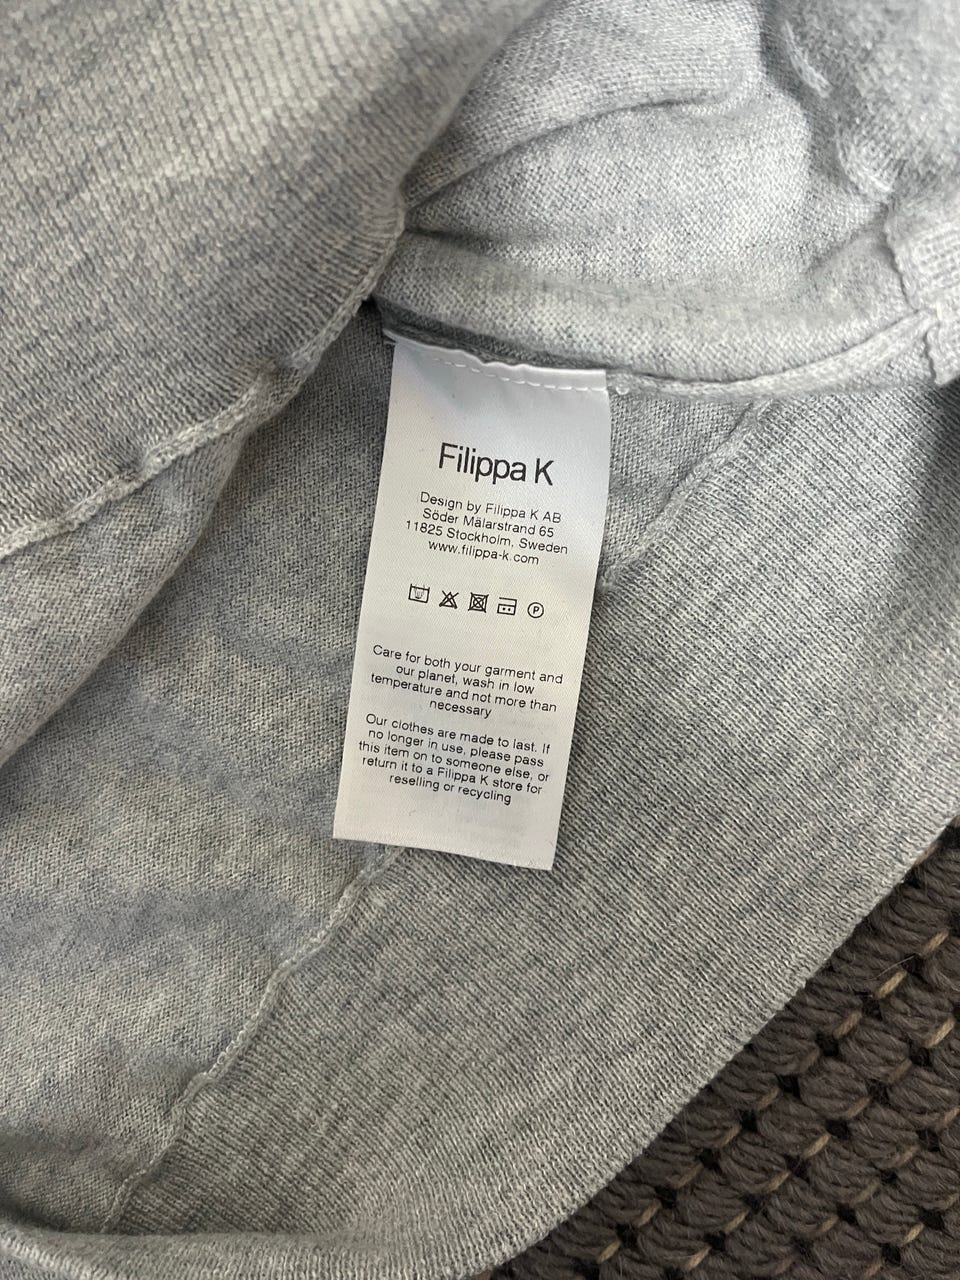 Filippa K
Design by Filippa K AB
Söder Mälarstrand 65
11825 Stockholm, Sweden
www.filippa-k.com
P
Care for both your garment and
our planet, wash in low
temperature and not more than
necessary
Our clothes are made to last. If
no longer in use, please pass
this item on to someone else, or
return it to a Filippa K store for
reselling or recycling